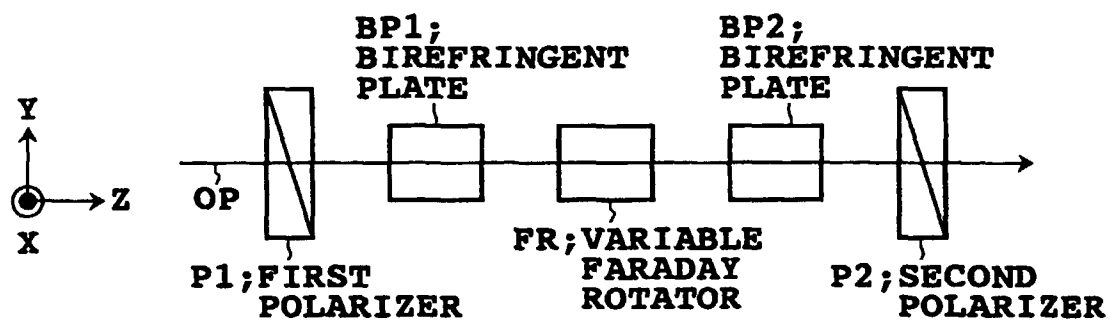 BP1;
BIREFRINGENT
PLATE
BP2;
BIREFRINGENT
PLATE
Y
Z
X
OP
FR;VARIABLE
FARADAY
ROTATOR
P1;FIRST
POLARIZER
P2;SECOND
POLARIZER